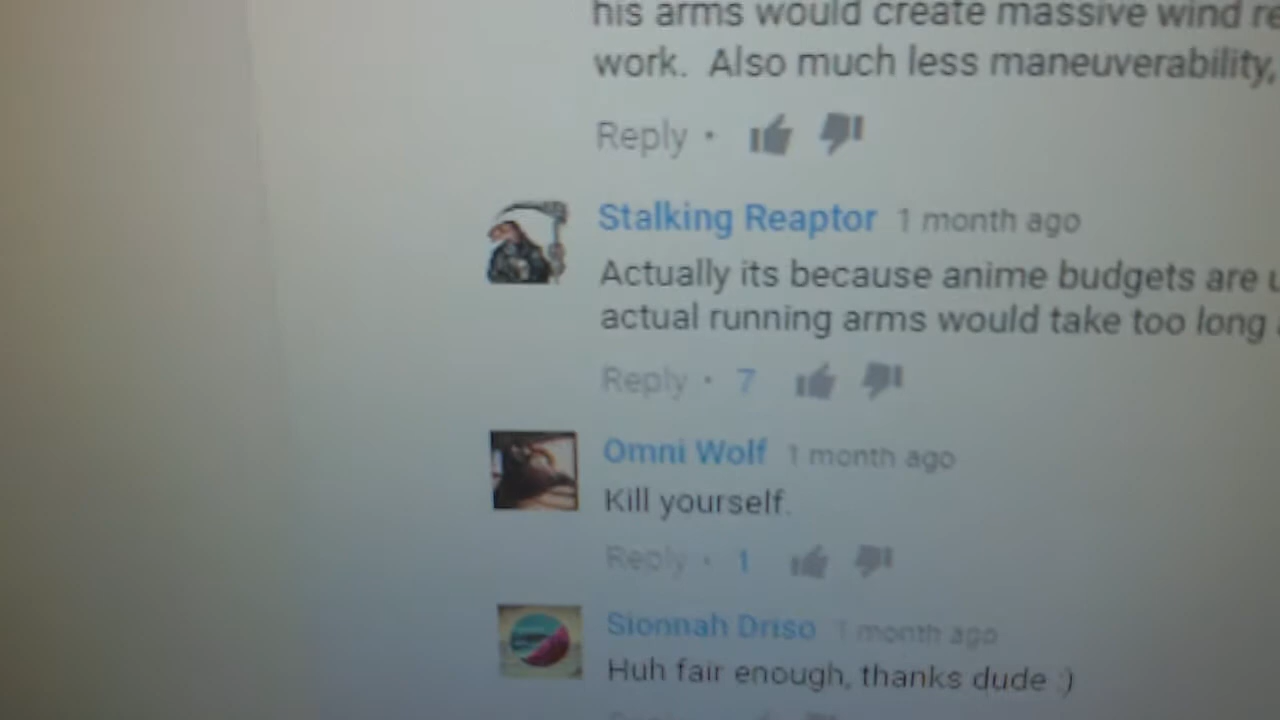 his arms would create massive wind
work.  Also much less maneuverability,
Reply •
Stalking Reaptor 1 month ago
Actually its because anime budgets are
actual running arms would take too long
Reply • 7
Omni Wolf 1 month ago
Kill yourself.
Reply • 1
Sionnah Driso 1 month ago
Huh fair enough, thanks dude :)